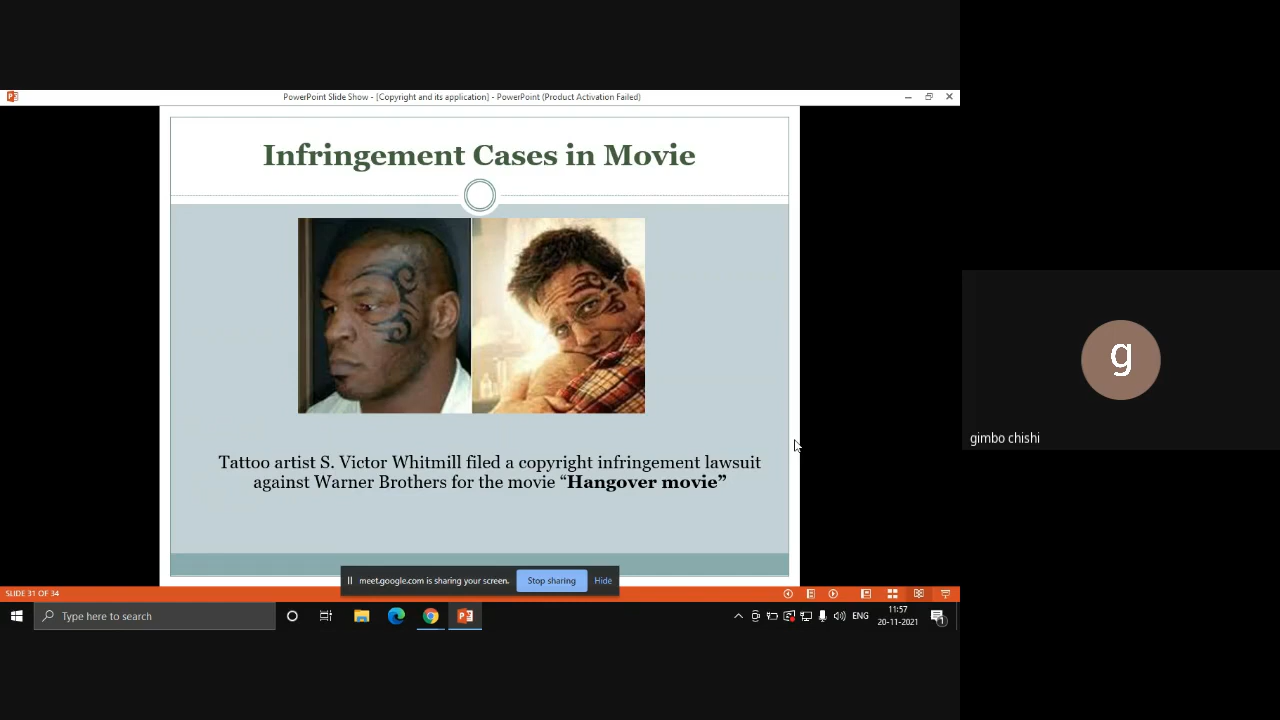 PowerPoint Slide Show - [Copyright and its application] - PowerPoint (Product Activation Failed)
Infringement Cases in Movie
Tattoo artist S. Victor Whitmill filed a copyright infringement lawsuit
against Warner Brothers for the movie “Hangover movie”
g
gimbo chishi
meet.google.com is sharing your screen. Stop sharing Hide
SLIDE 31 OF 34
Type here to search
ENG
11:57
20-11-2021
1